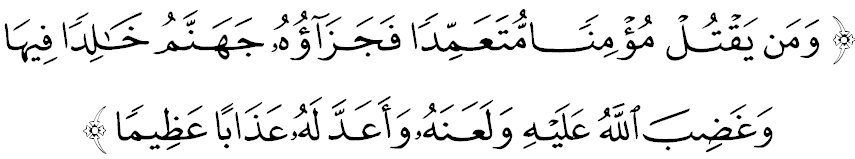 ﴿ وَمَن يَقۡتُلۡ مُؤۡمِنٗا مُّتَعَمِّدٗا فَجَزَآؤُهُۥ جَهَنَّمُ خَٰلِدٗا فِيهَا
وَغَضِبَ ٱللَّهُ عَلَيۡهِ وَلَعَنَهُۥ وَأَعَدَّ لَهُۥ عَذَابًا عَظِيمٗا ﴾